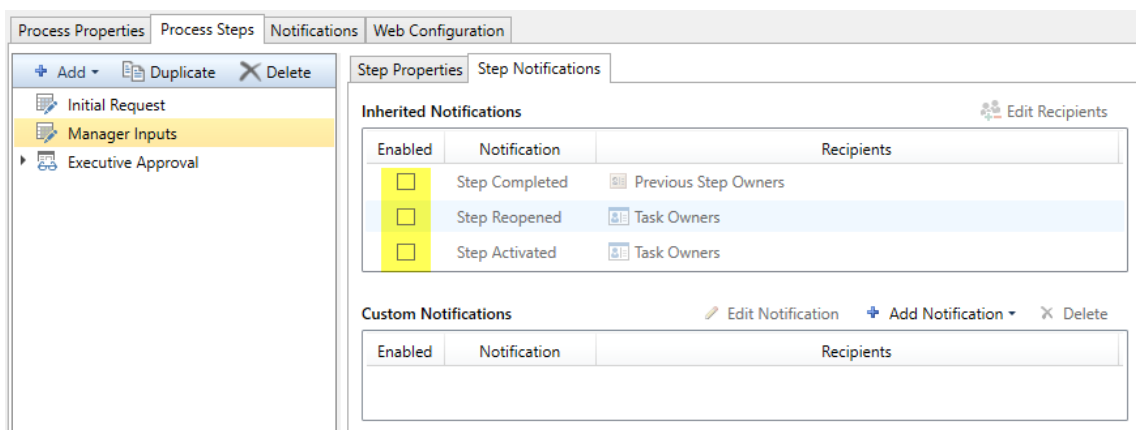 Process Properties Process Steps Notifications Web Configuration
Add Duplicate Delete
Initial Request
Manager Inputs
Executive Approval
Step Properties Step Notifications
Inherited Notifications Edit Recipients
Enabled Notification Recipients
Step Completed Previous Step Owners
Step Reopened Task Owners
Step Activated Task Owners
Custom Notifications Edit Notification Add Notification Delete
Enabled Notification Recipients